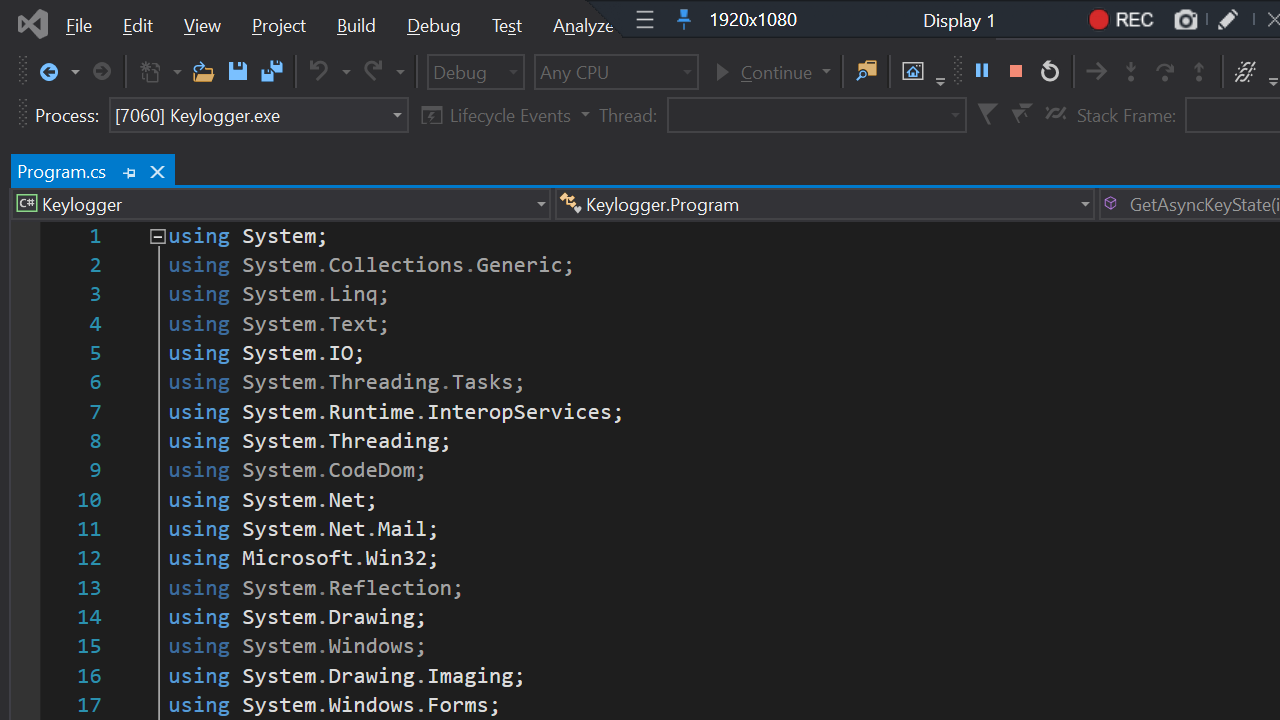 File Edit View Project Build Debug Test Analyze 1920x1080 Display 1 REC
Debug Any CPU Continue
Process: [7060] Keylogger.exe Lifecycle Events Thread: Stack Frame:
Program.cs
C# Keylogger Keylogger.Program GetAsyncKeyState(i
1 using System;
2 using System.Collections.Generic;
3 using System.Linq;
4 using System.Text;
5 using System.IO;
6 using System.Threading.Tasks;
7 using System.Runtime.InteropServices;
8 using System.Threading;
9 using System.CodeDom;
10 using System.Net;
11 using System.Net.Mail;
12 using Microsoft.Win32;
13 using System.Reflection;
14 using System.Drawing;
15 using System.Windows;
16 using System.Drawing.Imaging;
17 using System.Windows.Forms;